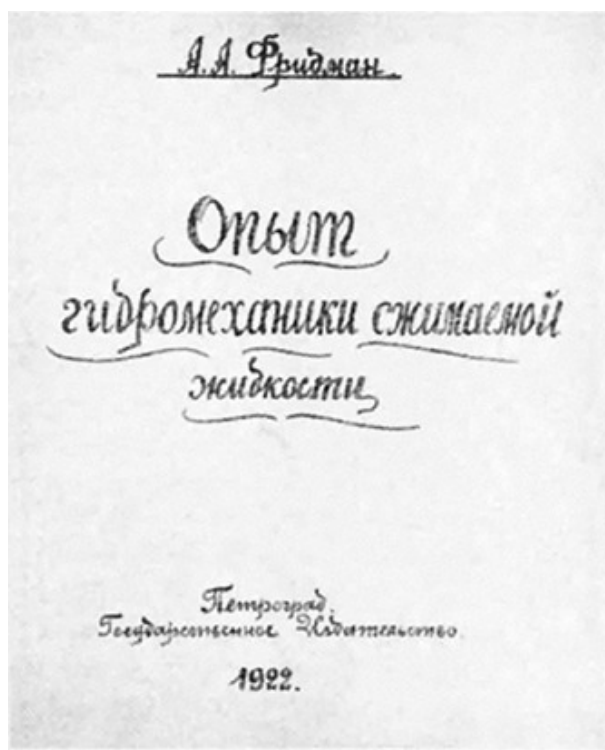 А. А. Фридман.
Опыт
гидромеханики сжимаемой
жидкости
Петроград.
Государственное Издательство.
1922.